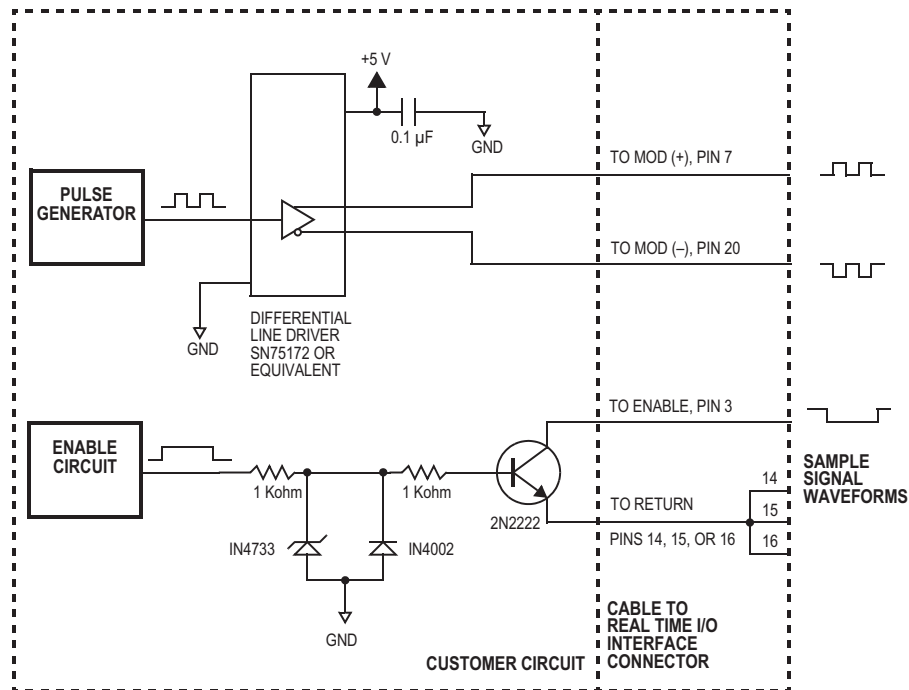 +5 V
0.1 µF
GND
TO MOD (+), PIN 7
PULSE
GENERATOR
TO MOD (–), PIN 20
GND
DIFFERENTIAL
LINE DRIVER
SN75172 OR
EQUIVALENT
TO ENABLE, PIN 3
ENABLE
CIRCUIT
SAMPLE
SIGNAL
WAVEFORMS
1 Kohm
1 Kohm
14
2N2222
TO RETURN
15
PINS 14, 15, OR 16
16
IN4733
IN4002
GND
CABLE TO
REAL TIME I/O
INTERFACE
CONNECTOR
CUSTOMER CIRCUIT